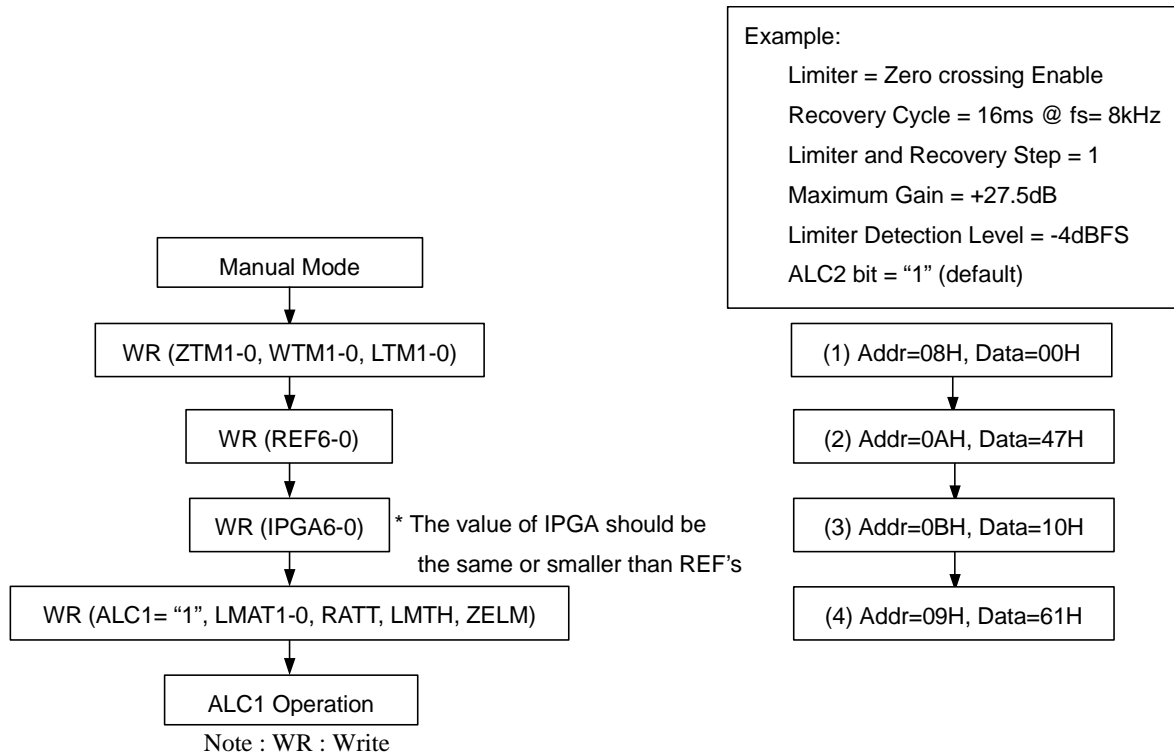 Example:
Limiter = Zero crossing Enable
Recovery Cycle = 16ms @ fs= 8kHz
Limiter and Recovery Step = 1
Maximum Gain = +27.5dB
Limiter Detection Level = -4dBFS
ALC2 bit = “1” (default)
Manual Mode
WR (ZTM1-0, WTM1-0, LTM1-0)
WR (REF6-0)
WR (IPGA6-0)
* The value of IPGA should be
the same or smaller than REF’s
WR (ALC1= “1”, LMAT1-0, RATT, LMTH, ZELM)
ALC1 Operation
Note : WR : Write
(1) Addr=08H, Data=00H
(2) Addr=0AH, Data=47H
(3) Addr=0BH, Data=10H
(4) Addr=09H, Data=61H